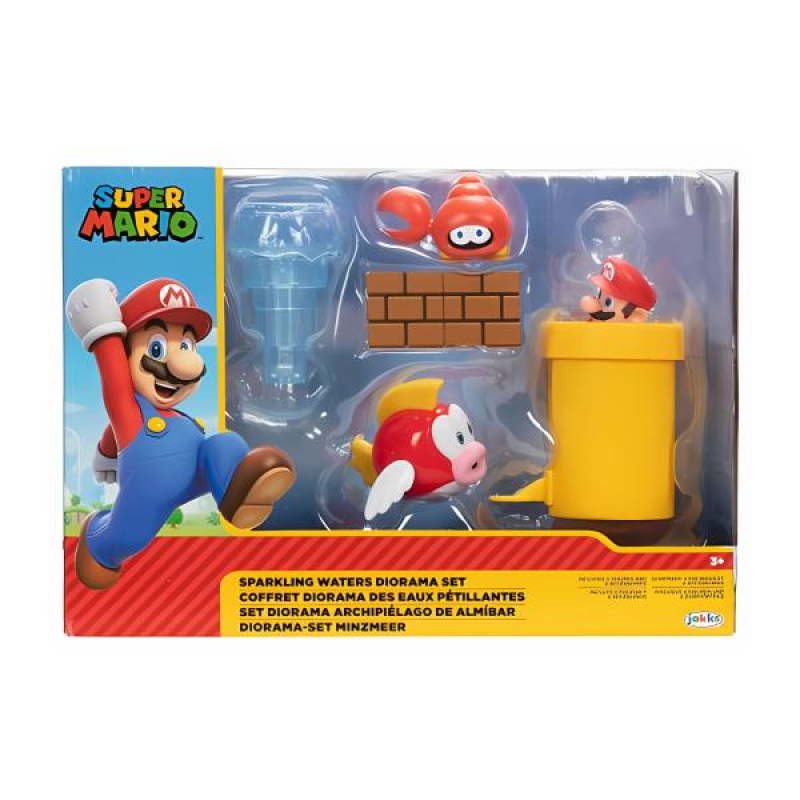 SUPER
MARIO
TM
M
SPARKLING WATERS DIORAMA SET
COFFRET DIORAMA DES EAUX PÉTILLANTES
SET DIORAMA ARCHIPIÉLAGO DE ALMÍBAR
DIORAMA-SET MINZMEER
3+
jakks